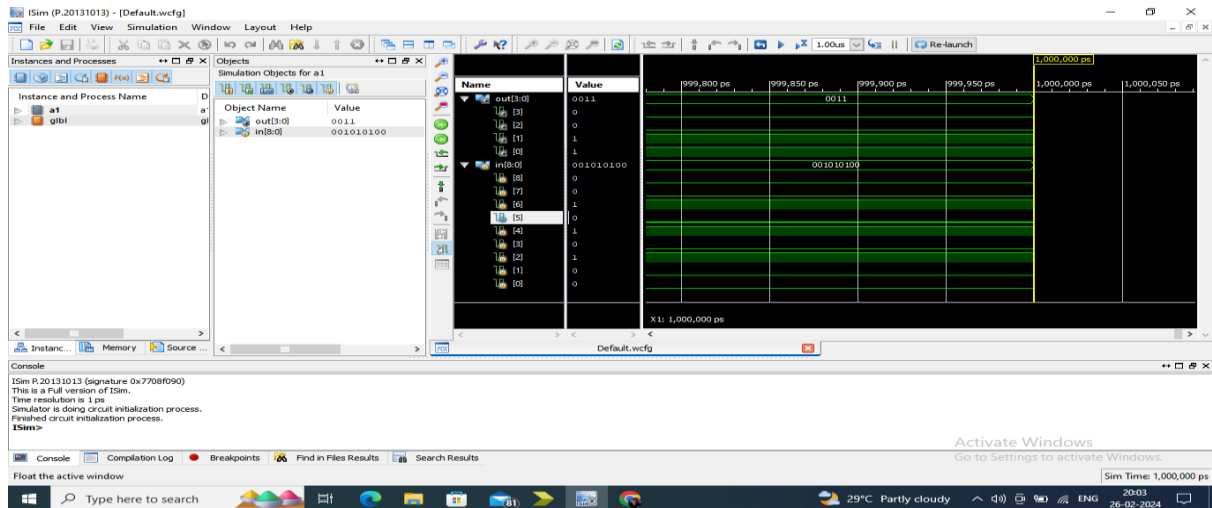 ISim (P.20131013) - [Default.wcfg]
File Edit View Simulation Window Layout Help
1.00us Re-launch
Instances and Processes
Instance and Process Name D
a1 a1
glbl gl
Instanc... Memory Source ...
Objects
Simulation Objects for a1
Object Name Value
out[3:0] 0011
in[8:0] 001010100
1,000,000 ps
Name Value 999,800 ps 999,850 ps 999,900 ps 999,950 ps 1,000,000 ps 1,000,050 ps
out[3:0] 0011 0011
[3] 0
[2] 0
[1] 1
[0] 1
in[8:0] 001010100 001010100
[8] 0
[7] 0
[6] 1
[5] 0
[4] 1
[3] 0
[2] 1
[1] 0
[0] 0
X1: 1,000,000 ps
Default.wcfg
Console
ISim P.20131013 (signature 0x7708f090)
This is a Full version of ISim.
Time resolution is 1 ps
Simulator is doing circuit initialization process.
Finished circuit initialization process.
ISim>
Activate Windows
Go to Settings to activate Windows.
Console Compilation Log Breakpoints Find in Files Results Search Results
Float the active window Sim Time: 1,000,000 ps
Type here to search 29°C Partly cloudy ENG 20:03
26-02-2024